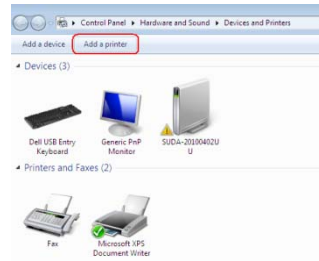 Control Panel ▸ Hardware and Sound ▸ Devices and Printers
Add a device Add a printer
Devices (3)
Dell USB Entry Keyboard
Generic PnP Monitor
SUDA-20100402UU
Printers and Faxes (2)
Fax
Microsoft XPS Document Writer